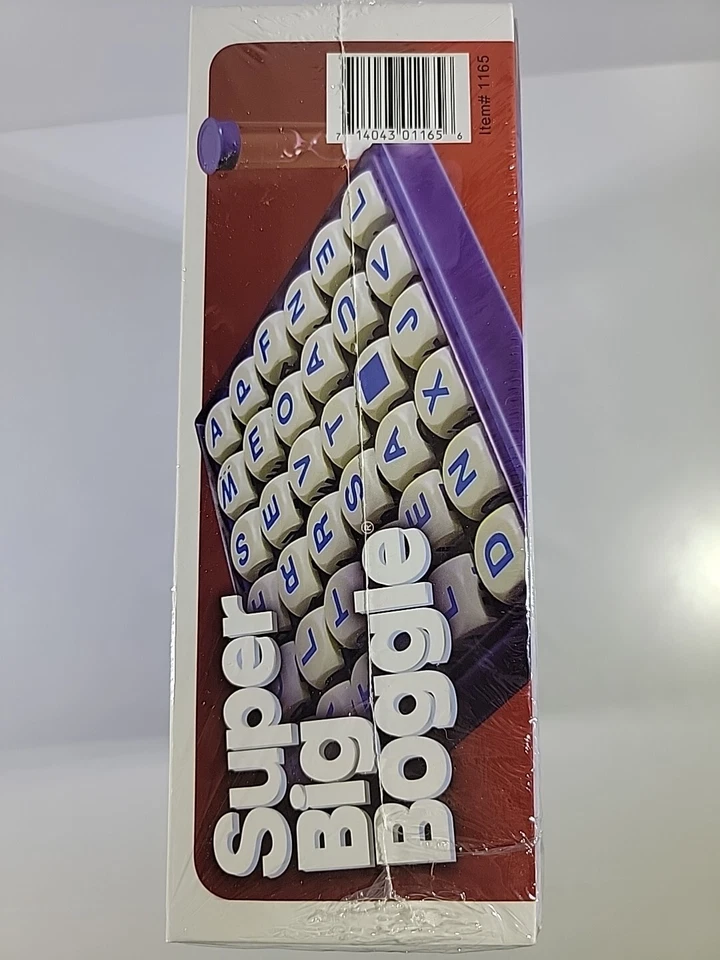 7 14043 01165 6
Item# 1165
A P F N E L
M E O A U V
S E V T J
E R R S A X
L T E N
L D
Super
Big
Boggle®